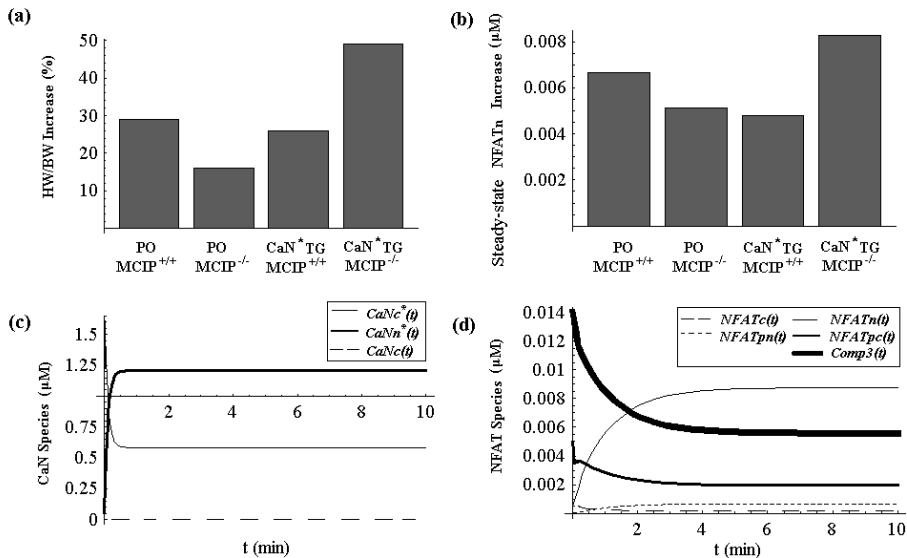 (a)
HW/BW Increase (%)
50
40
30
20
10
PO
MCIP+/+
PO
MCIP-/-
CaN*TG
MCIP+/+
CaN*TG
MCIP-/-
(b)
Steady-state NFATn Increase (μM)
0.008
0.006
0.004
0.002
PO
MCIP+/+
PO
MCIP-/-
CaN*TG
MCIP+/+
CaN*TG
MCIP-/-
(c)
CaNc*(t)
CaNn*(t)
CaNc(t)
CaN Species (μM)
1.5
1.25
0.75
0.5
0.25
0
2
4
6
8
10
t (min)
(d)
NFATc(t)
NFATn(t)
NFATpn(t)
NFATpc(t)
Comp3(t)
NFAT Species (μM)
0.014
0.012
0.01
0.008
0.006
0.004
0.002
0
2
4
6
8
10
t (min)